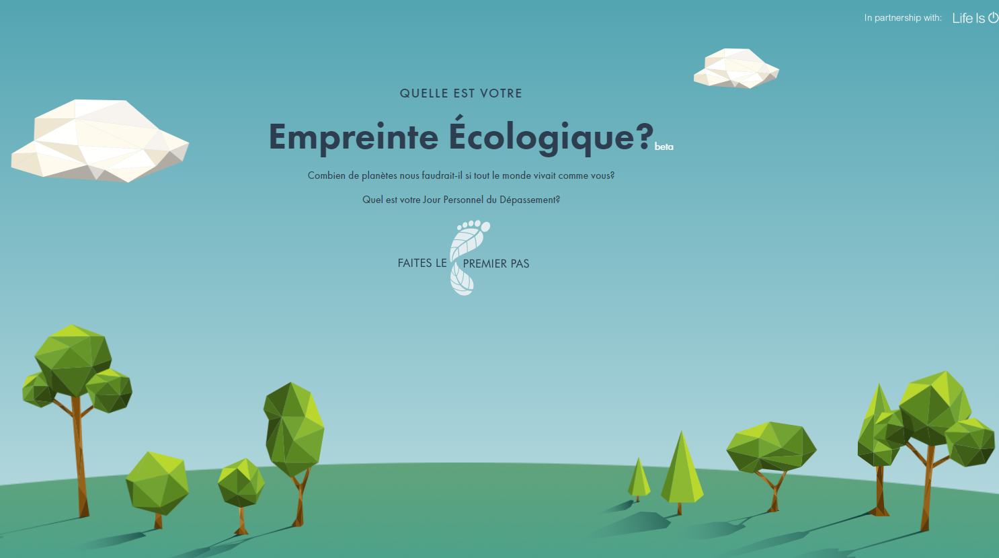 In partnership with: Life Is
QUELLE EST VOTRE
Empreinte Écologique? beta
Combien de planètes nous faudrait-il si tout le monde vivait comme vous?
Quel est votre Jour Personnel du Dépassement?
FAITES LE PREMIER PAS